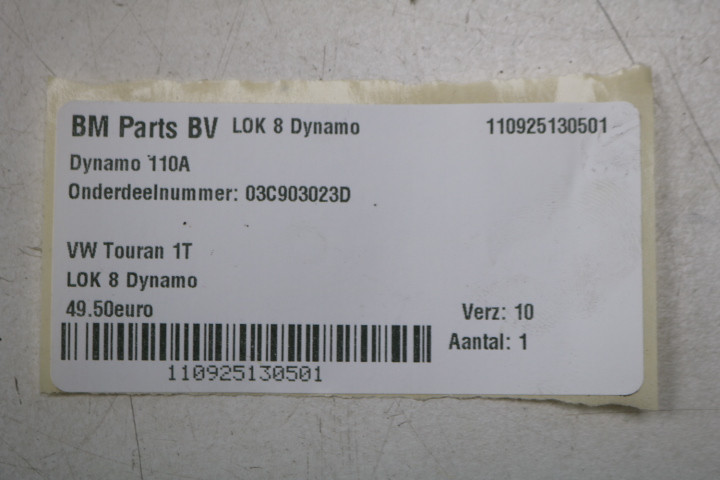 BM Parts BV LOK 8 Dynamo 110925130501
Dynamo 110A
Onderdeelnummer: 03C903023D
VW Touran 1T
LOK 8 Dynamo
49.50euro Verz: 10
Aantal: 1
110925130501